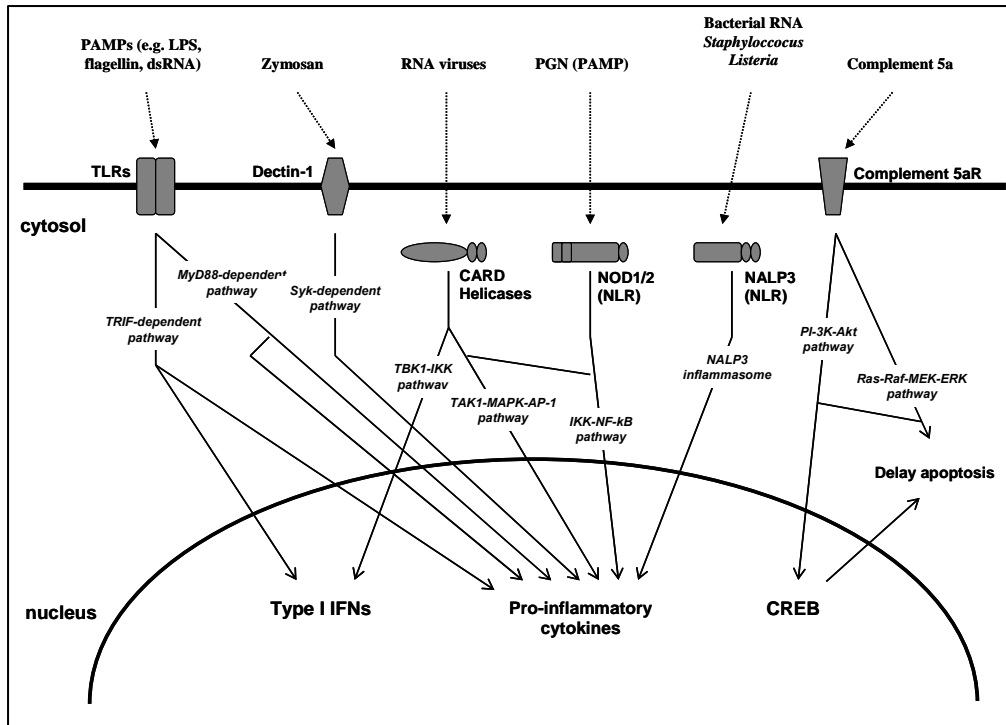 PAMPs (e.g. LPS,
flagellin, dsRNA)
Zymosan
RNA viruses
PGN (PAMP)
Bacterial RNA
Staphyloccocus
Listeria
Complement 5a
TLRs
Dectin-1
Complement 5aR
cytosol
CARD
Helicases
NOD1/2
(NLR)
NALP3
(NLR)
MyD88-dependent
pathway
Syk-dependent
pathway
TRIF-dependent
pathway
TBK1-IKK
pathway
TAK1-MAPK-AP-1
pathway
IKK-NF-kB
pathway
NALP3
inflammasome
PI-3K-Akt
pathway
Ras-Raf-MEK-ERK
pathway
Delay apoptosis
nucleus
Type I IFNs
Pro-inflammatory
cytokines
CREB